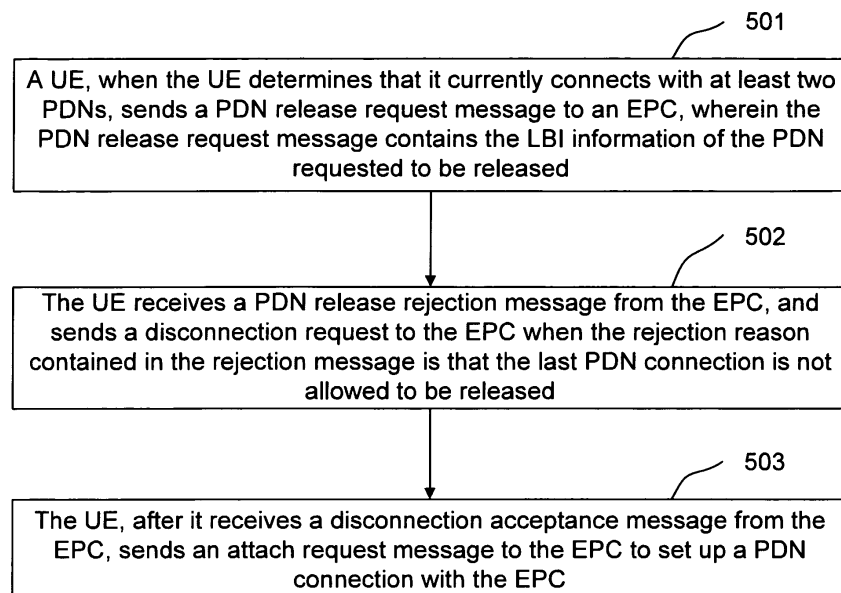 501
A UE, when the UE determines that it currently connects with at least two
PDNs, sends a PDN release request message to an EPC, wherein the
PDN release request message contains the LBI information of the PDN
requested to be released
502
The UE receives a PDN release rejection message from the EPC, and
sends a disconnection request to the EPC when the rejection reason
contained in the rejection message is that the last PDN connection is not
allowed to be released
503
The UE, after it receives a disconnection acceptance message from the
EPC, sends an attach request message to the EPC to set up a PDN
connection with the EPC